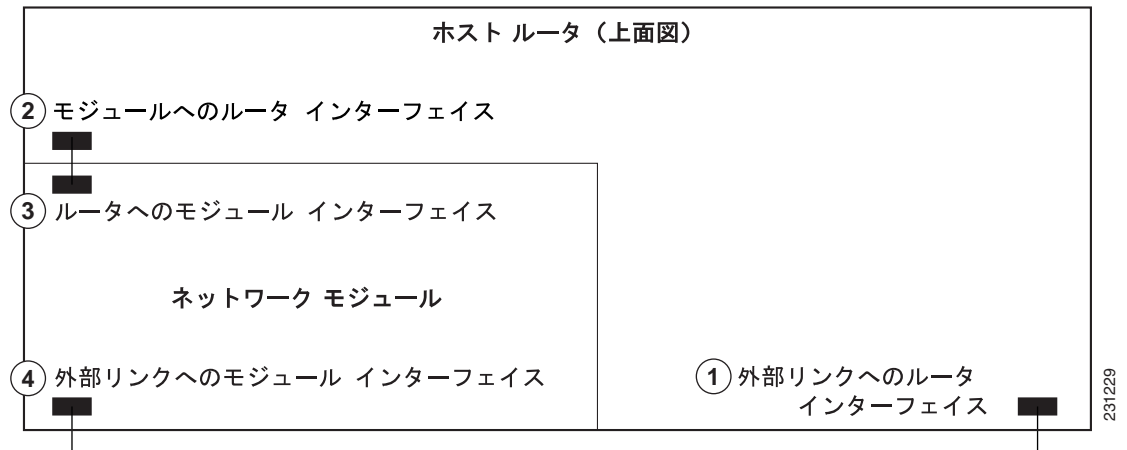 ホスト ルータ（上面図）
2 モジュールへのルータ インターフェイス
3 ルータへのモジュール インターフェイス
ネットワーク モジュール
4 外部リンクへのモジュール インターフェイス
1 外部リンクへのルータ
インターフェイス
231229